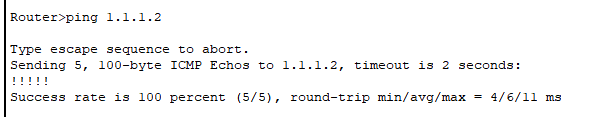 Router>ping 1.1.1.2
Type escape sequence to abort.
Sending 5, 100-byte ICMP Echos to 1.1.1.2, timeout is 2 seconds:
!!!!!
Success rate is 100 percent (5/5), round-trip min/avg/max = 4/6/11 ms